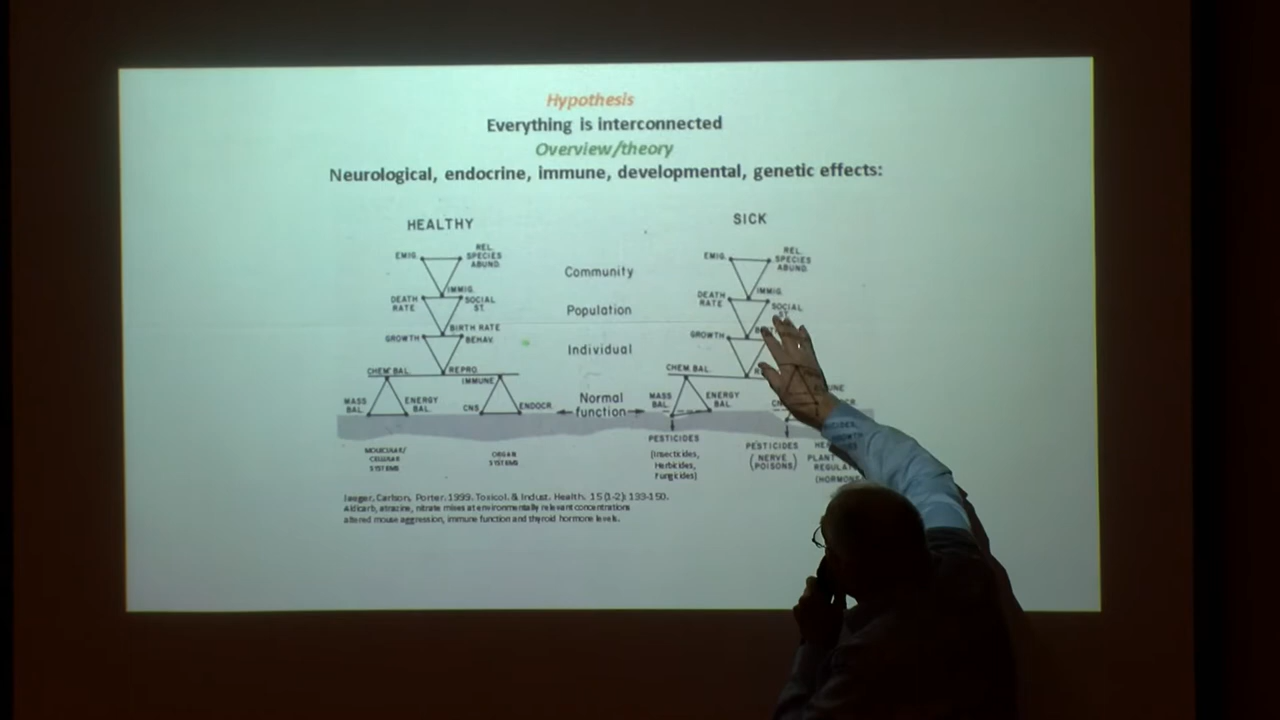 Hypothesis
Everything is interconnected
Overview/theory
Neurological, endocrine, immune, developmental, genetic effects:
HEALTHY
SICK
EMIG.
REL.
SPECIES
ABUND.
Community
EMIG.
REL.
SPECIES
ABUND.
IMMIG.
DEATH
RATE
SOCIAL
ST.
Population
IMMIG.
DEATH
RATE
SOCIAL
ST.
BIRTH RATE
GROWTH
BEHAV.
Individual
GROWTH
CHEM. BAL.
REPRO.
IMMUNE
CHEM. BAL.
MASS
BAL.
ENERGY
BAL.
CNS
ENDOCR.
Normal
function
MASS
BAL.
ENERGY
BAL.
MOLECULAR/
CELLULAR
SYSTEMS
ORGAN
SYSTEMS
PESTICIDES
(Insecticides,
Herbicides,
Fungicides)
PESTICIDES
(NERVE
POISONS)
PLANT
Jaeger, Carlson, Porter. 1999. Toxicol. & Indust. Health. 15 (1-2): 133-150.
Aldicarb, atrazine, nitrate mixes at environmentally relevant concentrations
altered mouse aggression, immune function and thyroid hormone levels.